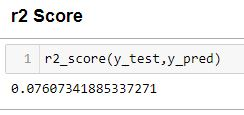 r2 Score
1 r2_score(y_test,y_pred)
0.07607341885337271